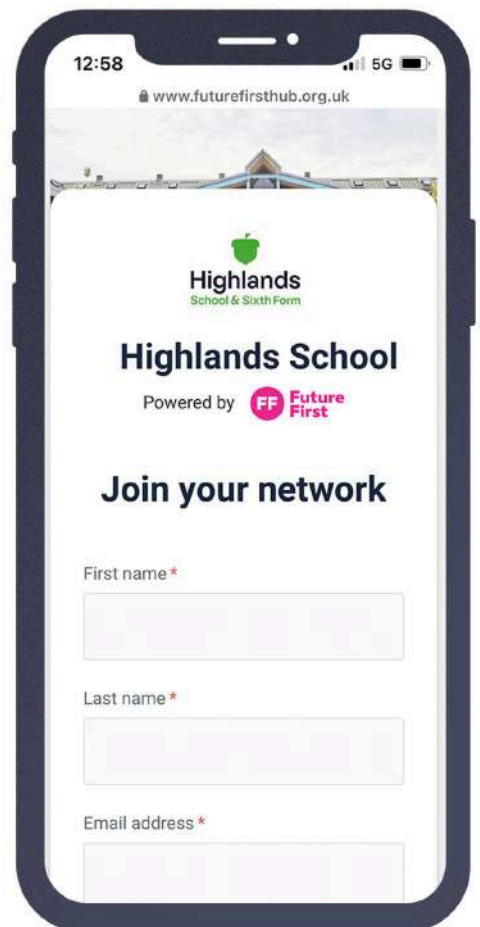 12:58
5G
www.futurefirsthub.org.uk
Highlands
School & Sixth Form
Highlands School
Powered by FF Future
First
Join your network
First name *
Last name *
Email address *